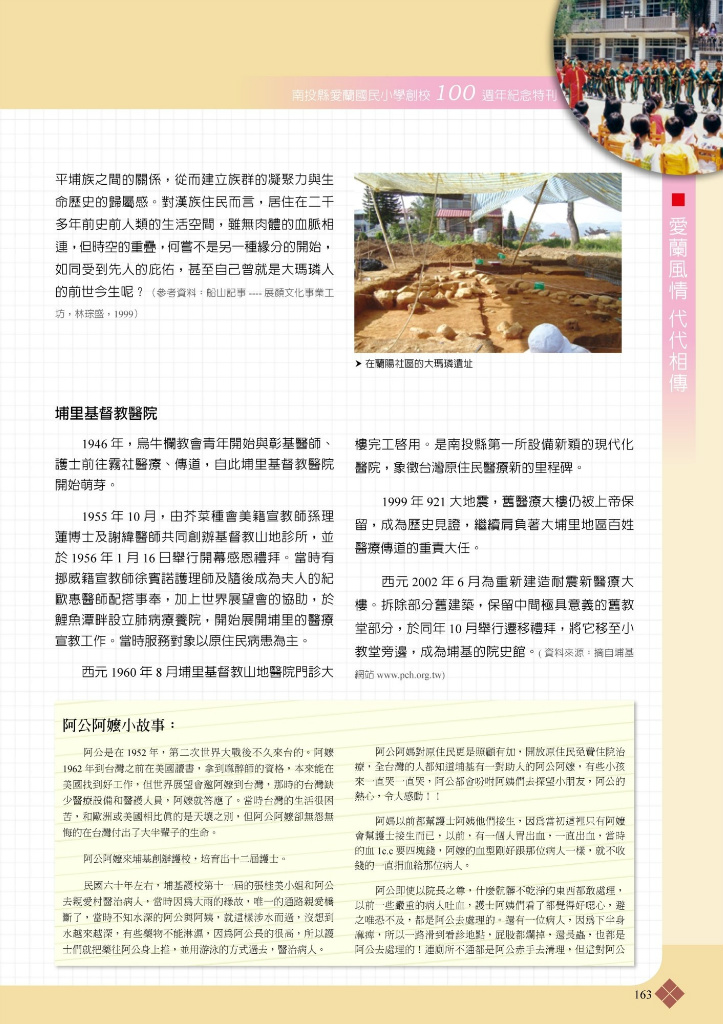 南投縣愛蘭國民小學創校 100 週年紀念特刊
■ 愛蘭風情 代代相傳
平埔族之間的關係，從而建立族群的凝聚力與生
命歷史的歸屬感。對漢族住民而言，居住在二千
多年前史前人類的生活空間，雖無肉體的血脈相
連，但時空的重疊，何嘗不是另一種緣分的開始，
如同受到先人的庇佑，甚至自己曾就是大瑪璘人
的前世今生呢？（參考資料：船山記事 ---- 展顏文化事業工
坊，林琮盛，1999）
➤ 在蘭陽社區的大瑪璘遺址
埔里基督教醫院
1946 年，烏牛欄教會青年開始與彰基醫師、
護士前往霧社醫療、傳道，自此埔里基督教醫院
開始萌芽。
1955 年 10 月，由芥菜種會美籍宣教師孫理
蓮博士及謝緯醫師共同創辦基督教山地診所，並
於 1956 年 1 月 16 日舉行開幕感恩禮拜。當時有
挪威籍宣教師徐賓諾護理師及隨後成為夫人的紀
歐惠醫師配搭事奉，加上世界展望會的協助，於
鯉魚潭畔設立肺病療養院，開始展開埔里的醫療
宣教工作。當時服務對象以原住民病患為主。
西元 1960 年 8 月埔里基督教山地醫院門診大
樓完工啓用。是南投縣第一所設備新穎的現代化
醫院，象徵台灣原住民醫療新的里程碑。
1999 年 921 大地震，舊醫療大樓仍被上帝保
留，成為歷史見證，繼續肩負著大埔里地區百姓
醫療傳道的重責大任。
西元 2002 年 6 月為重新建造耐震新醫療大
樓。拆除部分舊建築，保留中間極具意義的舊教
堂部分，於同年 10 月舉行遷移禮拜，將它移至小
教堂旁邊，成為埔基的院史館。( 資料來源：摘自埔基
網站 www.pch.org.tw)
阿公阿嬤小故事：
阿公是在 1952 年，第二次世界大戰後不久來台的。阿嬤
1962 年到台灣之前在美國讀書，拿到麻醉師的資格，本來能在
美國找到好工作，但世界展望會邀阿嬤到台灣，那時的台灣缺
少醫療設備和醫護人員，阿嬤就答應了。當時台灣的生活很困
苦，和歐洲或美國相比真的是天壤之別，但阿公阿嬤卻無怨無
悔的在台灣付出了大半輩子的生命。
阿公阿嬤來埔基創辦護校，培育出十二屆護士。
民國六十年左右，埔基護校第十一屆的張桂美小姐和阿公
去親愛村醫治病人，當時因為大雨的緣故，唯一的通路親愛橋
斷了，當時不知水深的阿公與阿姨，就這樣涉水而過，沒想到
水越來越深，有些藥物不能淋濕，因為阿公長的很高，所以護
士們就把藥往阿公身上推，並用游泳的方式過去，醫治病人。
阿公阿嬤對原住民更是照顧有加，開放原住民免費住院治
療，全台灣的人都知道埔基有一對助人的阿公阿嬤，有些小孩
來一直哭一直哭，阿公都會吩咐阿姨們去探望小朋友，阿公的
熱心，令人感動！！
阿嬤以前都幫護士阿姨他們接生，因為當初這裡只有阿嬤
會幫護士接生而已，以前，有一個人胃出血，一直出血，當時
的血 1c.c 要四塊錢，阿嬤的血型剛好跟那位病人一樣，就不收
錢的一直捐血給那位病人。
阿公即使以院長之尊，什麼骯髒不乾淨的東西都敢處理，
以前一些嚴重的病人吐血，護士阿姨們看了都覺得好噁心，避
之唯恐不及，都是阿公去處理的。還有一位病人，因為下半身
麻痺，所以一路滑到看診地點，屁股都爛掉，還長蟲，也都是
阿公去處理的！連廁所不通都是阿公赤手去清理，但這對阿公
163